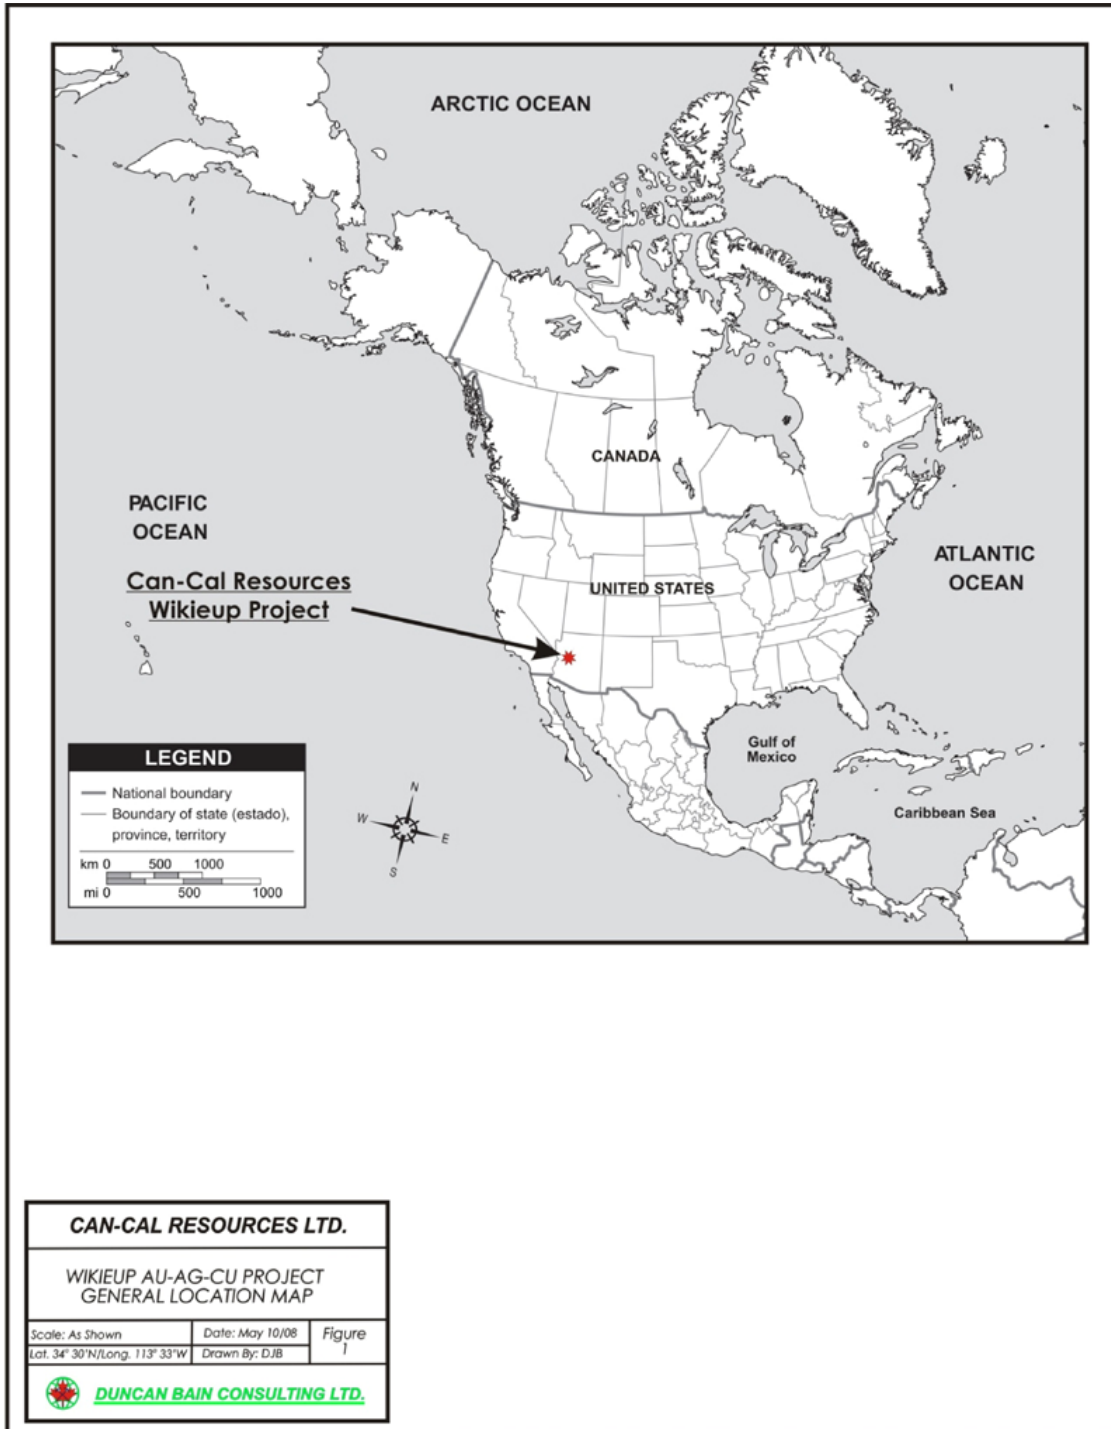 ARCTIC OCEAN
CANADA
PACIFIC
OCEAN
ATLANTIC
OCEAN
Can-Cal Resources
Wikieup Project
UNITED STATES
Gulf of
Mexico
Caribbean Sea
LEGEND
National boundary
Boundary of state (estado),
province, territory
km 0 500 1000
mi 0 500 1000
N
W
E
S
CAN-CAL RESOURCES LTD.
WIKIEUP AU-AG-CU PROJECT
GENERAL LOCATION MAP
Scale: As Shown
Date: May 10/08
Figure
1
Lat. 34° 30'N/Long. 113° 33'W
Drawn By: DJB
DUNCAN BAIN CONSULTING LTD.